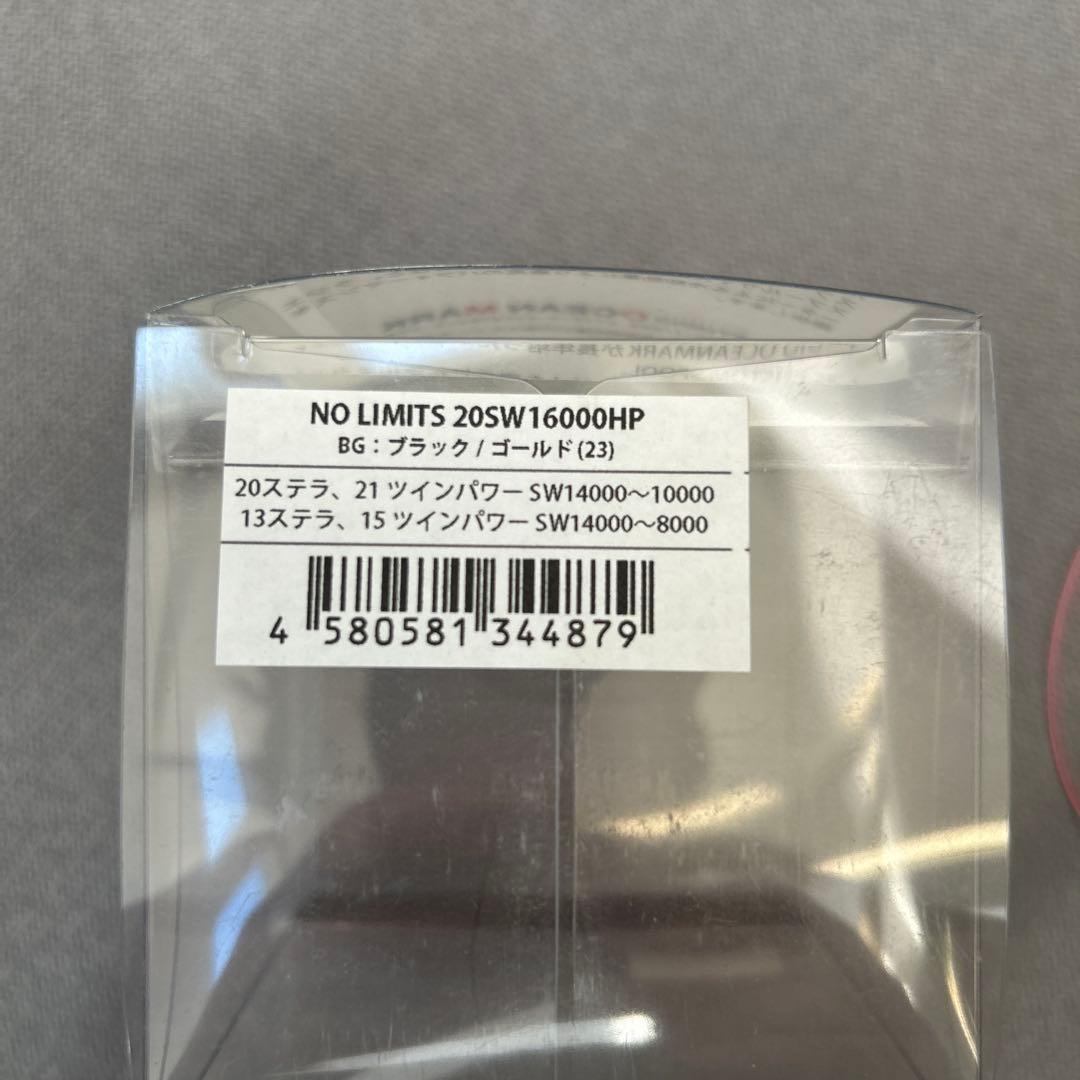 NO LIMITS 20SW16000HP
BG：ブラック / ゴールド(23)
20ステラ、21 ツインパワー SW14000～10000
13ステラ、15 ツインパワー SW14000～8000
4 580581 344879